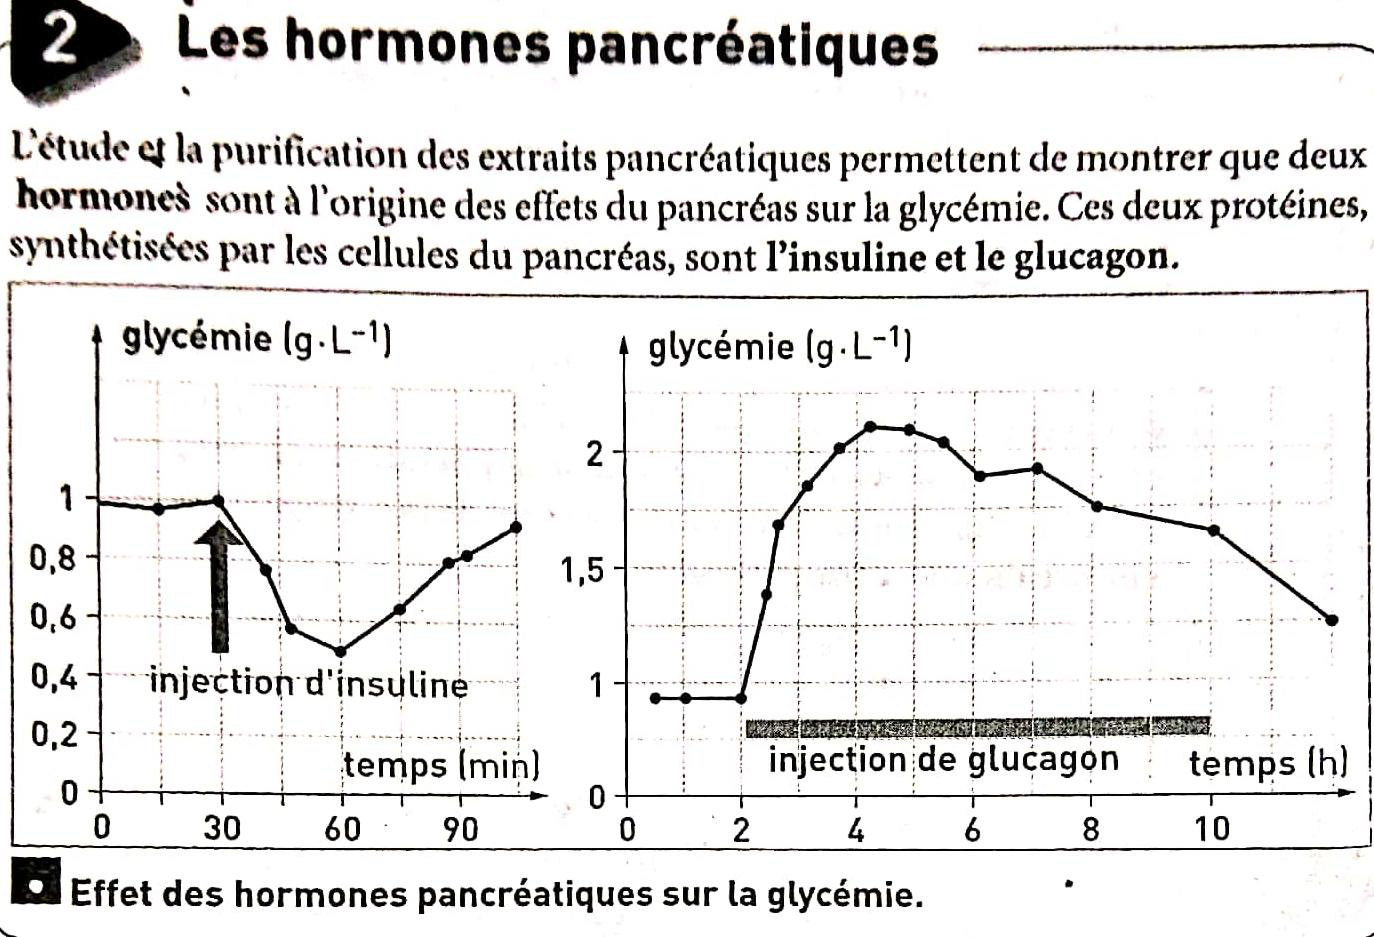 2 Les hormones pancréatiques
L'étude et la purification des extraits pancréatiques permettent de montrer que deux
hormones sont à l'origine des effets du pancréas sur la glycémie. Ces deux protéines,
synthétisées par les cellules du pancréas, sont l'insuline et le glucagon.
glycémie (g·L⁻¹)
1
0,8
0,6
0,4
0,2
0
injection d'insuline
temps (min)
0 30 60 90
glycémie (g·L⁻¹)
2
1,5
1
0
injection de glucagon
temps (h)
0 2 4 6 8 10
Effet des hormones pancréatiques sur la glycémie.